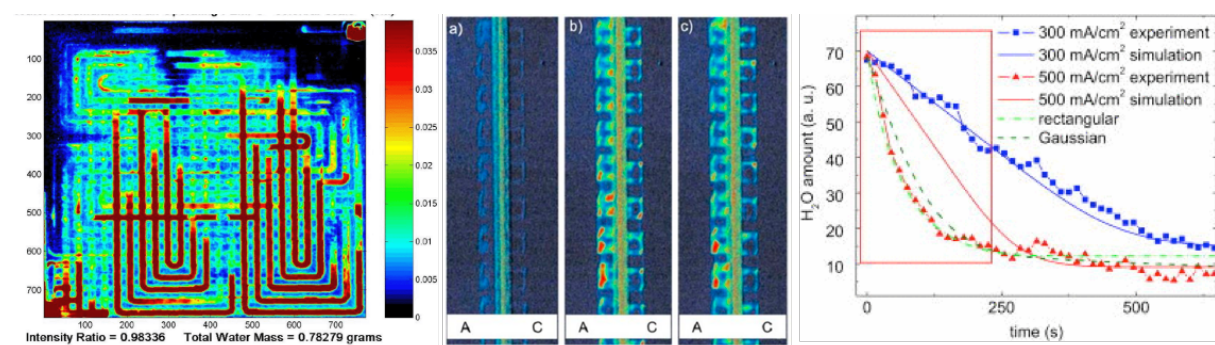 0.035
0.03
0.025
0.02
0.015
0.01
0.005
0
100
200
300
400
500
600
700
100 200 300 400 500 600 700
Intensity Ratio = 0.98336 Total Water Mass = 0.78279 grams
a) b) c)
A C A C A C
300 mA/cm² experiment
300 mA/cm² simulation
500 mA/cm² experiment
500 mA/cm² simulation
rectangular
Gaussian
H₂O amount (a. u.)
70
60
50
40
30
20
10
0
0 250 500
time (s)